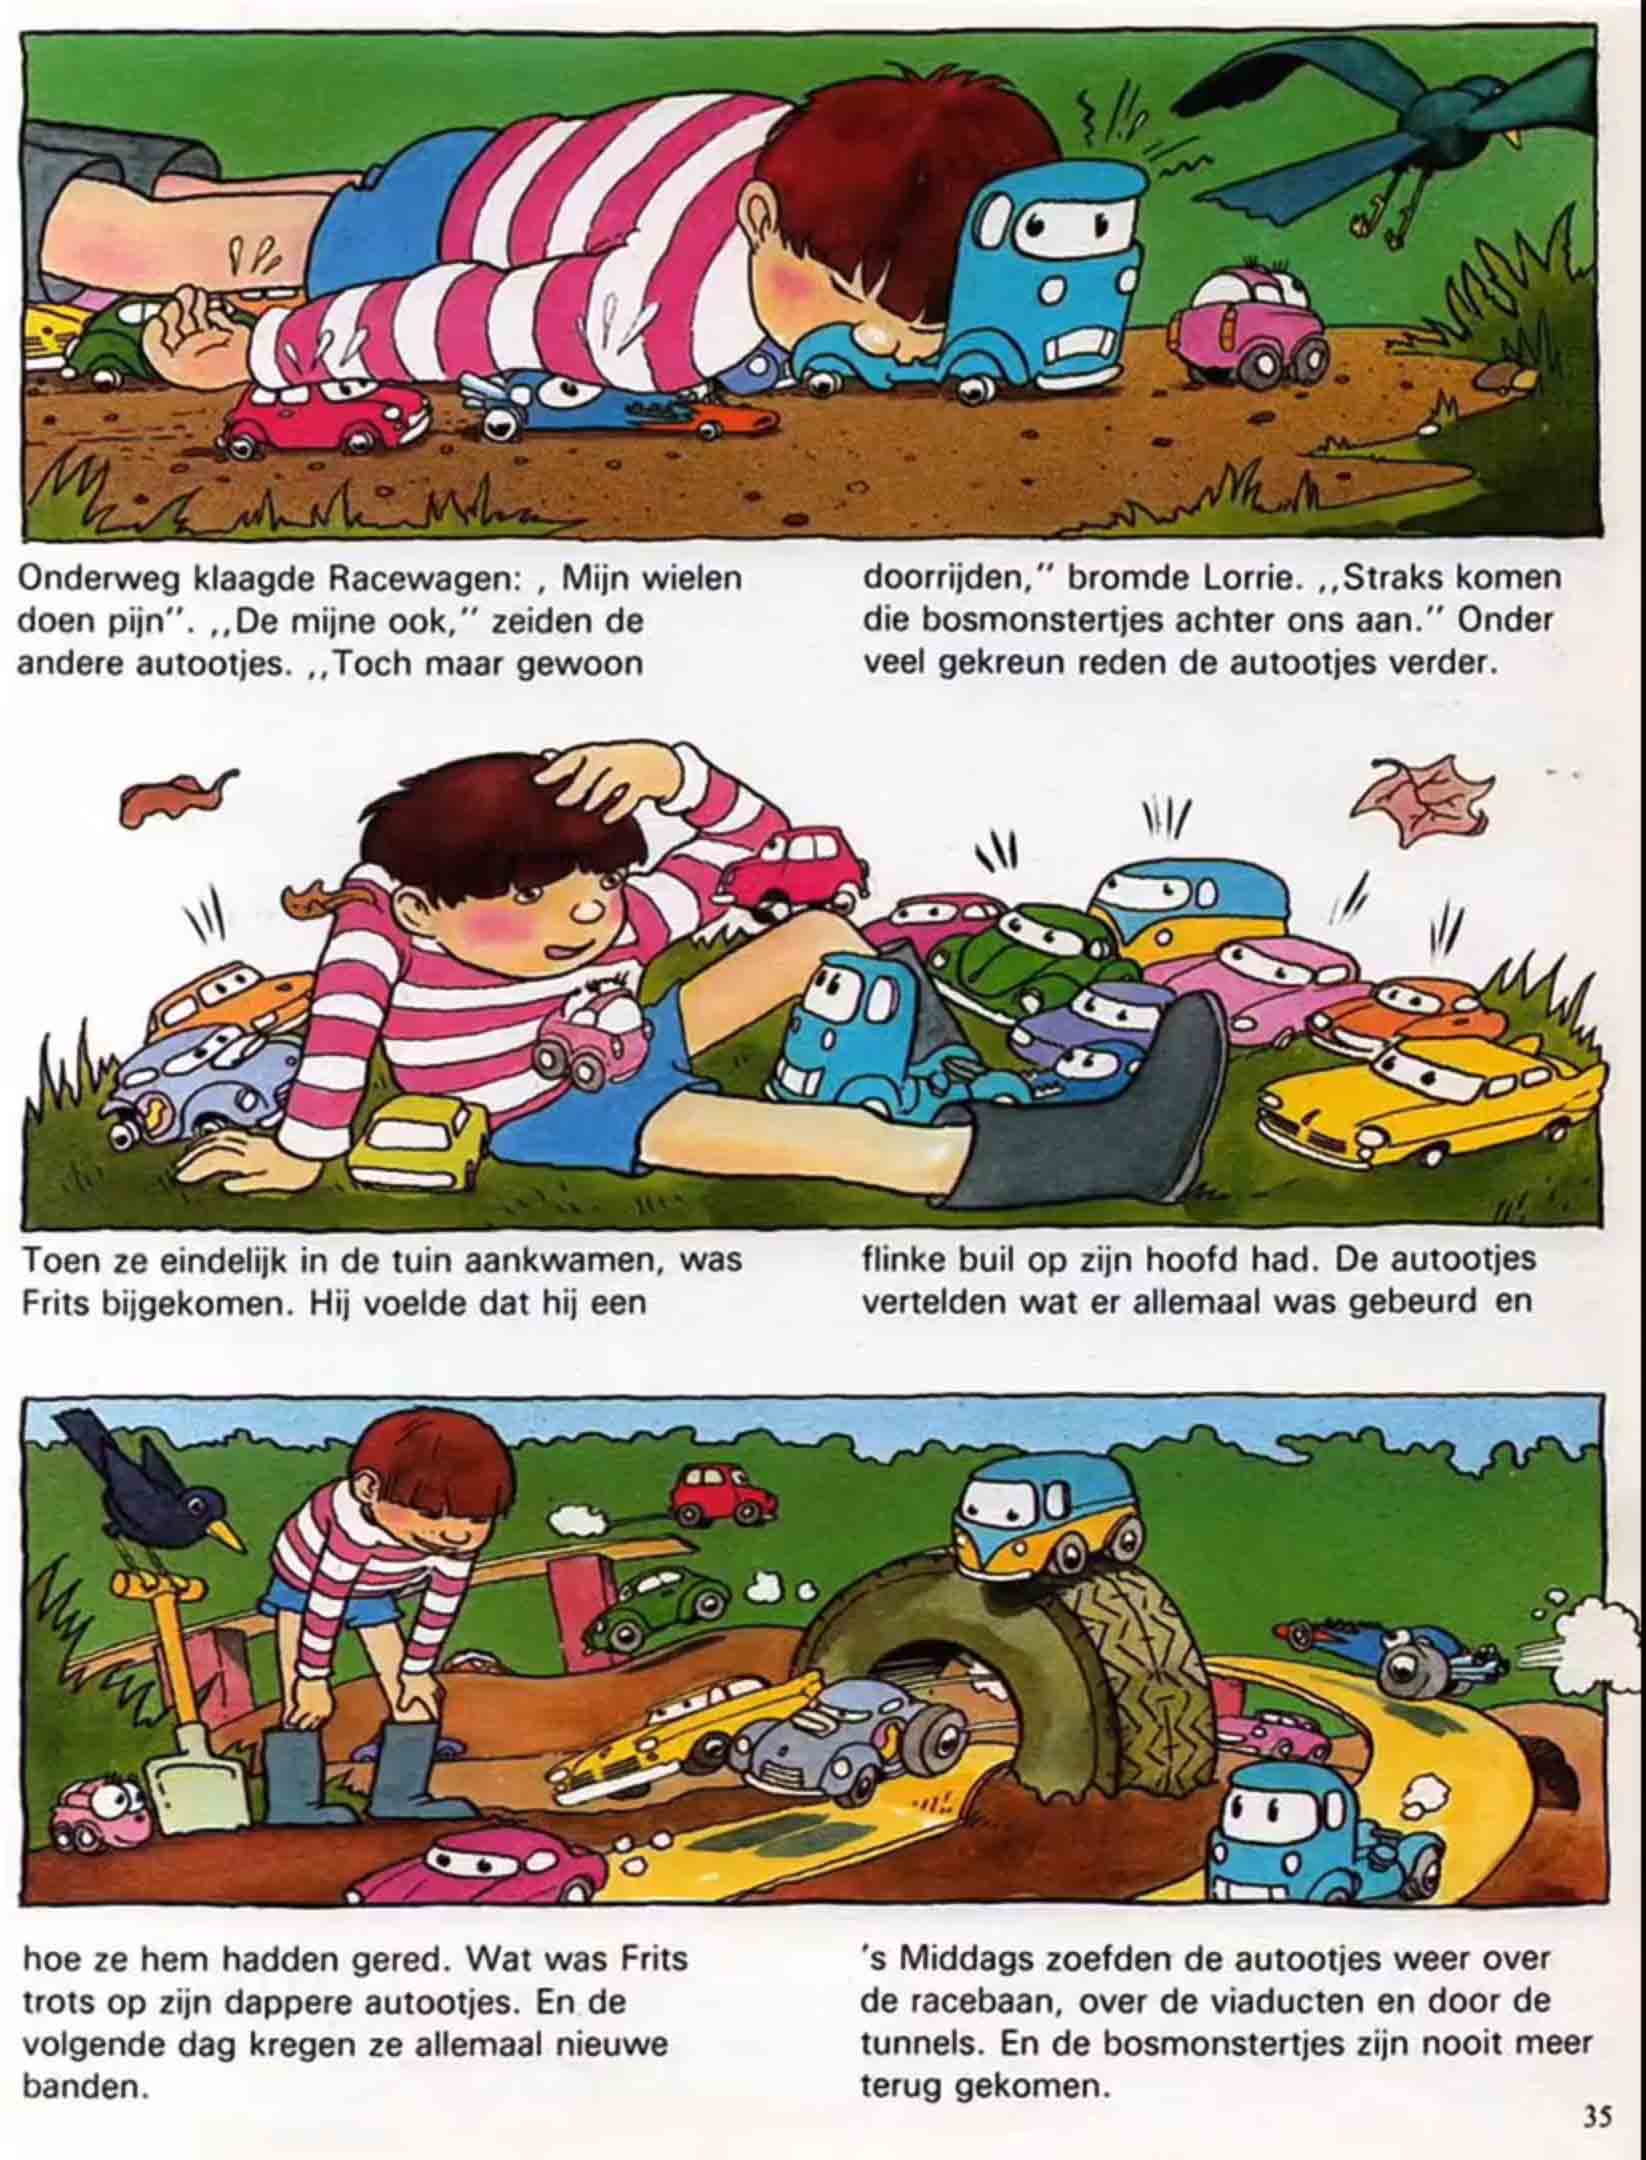 Onderweg klaagde Racewagen: , Mijn wielen
doen pijn”. ,,De mijne ook,” zeiden de
andere autootjes. ,,Toch maar gewoon
doorrijden,” bromde Lorrie. ,,Straks komen
die bosmonstertjes achter ons aan.” Onder
veel gekreun reden de autootjes verder.
Toen ze eindelijk in de tuin aankwamen, was
Frits bijgekomen. Hij voelde dat hij een
flinke buil op zijn hoofd had. De autootjes
vertelden wat er allemaal was gebeurd en
hoe ze hem hadden gered. Wat was Frits
trots op zijn dappere autootjes. En de
volgende dag kregen ze allemaal nieuwe
banden.
’s Middags zoefden de autootjes weer over
de racebaan, over de viaducten en door de
tunnels. En de bosmonstertjes zijn nooit meer
terug gekomen.
35